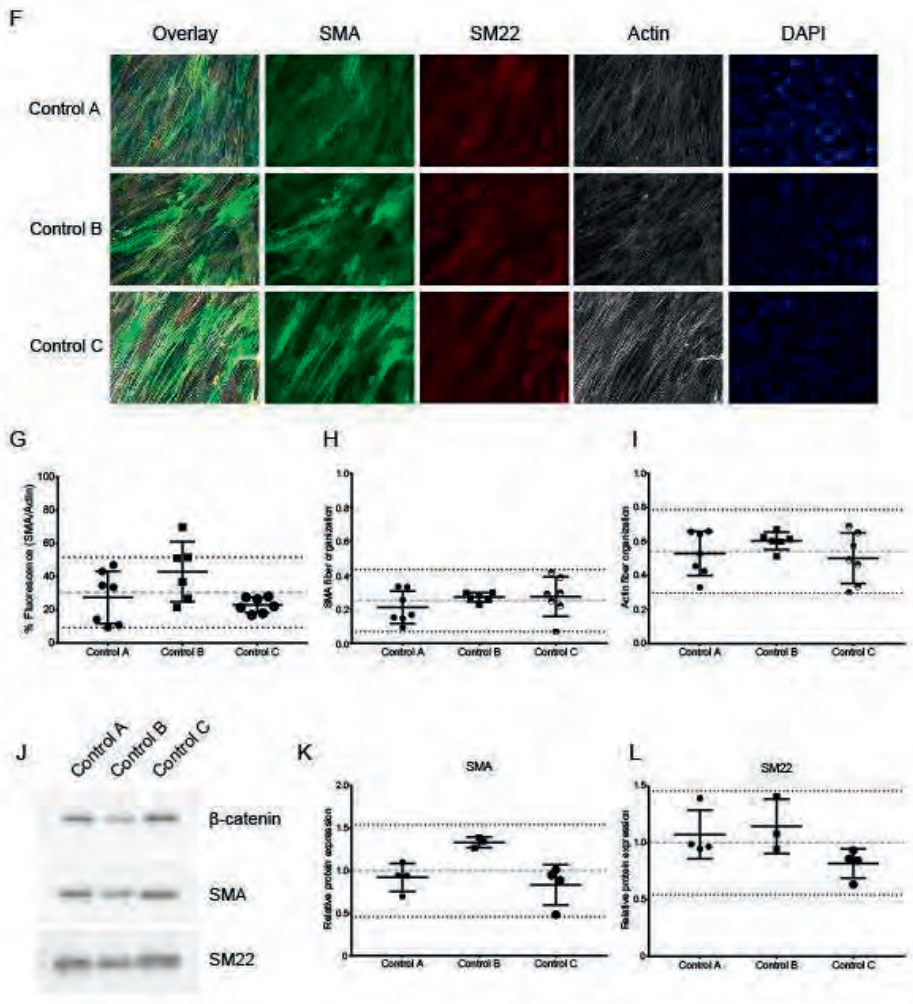 F
Overlay SMA SM22 Actin DAPI
Control A
Control B
Control C
G
% Fluorescence (SMA/Actin)
100
80
60
40
20
0
Control A Control B Control C
H
SMA fiber organization
1.0
0.8
0.6
0.4
0.2
0.0
Control A Control B Control C
I
Actin fiber organization
1.0
0.8
0.6
0.4
0.2
0.0
Control A Control B Control C
J
Control A Control B Control C
β-catenin
SMA
SM22
K
SMA
Relative protein expression
2.0
1.5
1.0
0.5
0.0
Control A Control B Control C
L
SM22
Relative protein expression
1.5
1.0
0.5
0.0
Control A Control B Control C